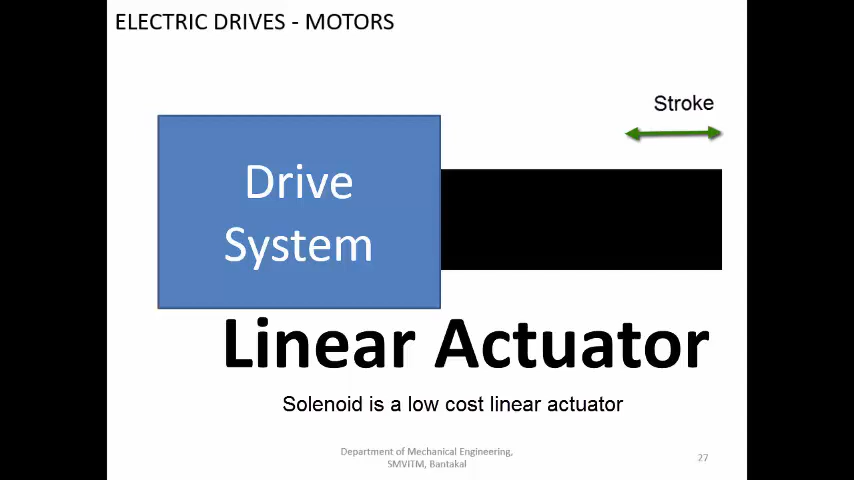 ELECTRIC DRIVES - MOTORS
Stroke
Drive
System
Linear Actuator
Solenoid is a low cost linear actuator
Department of Mechanical Engineering,
SMVITM, Bantakal
27